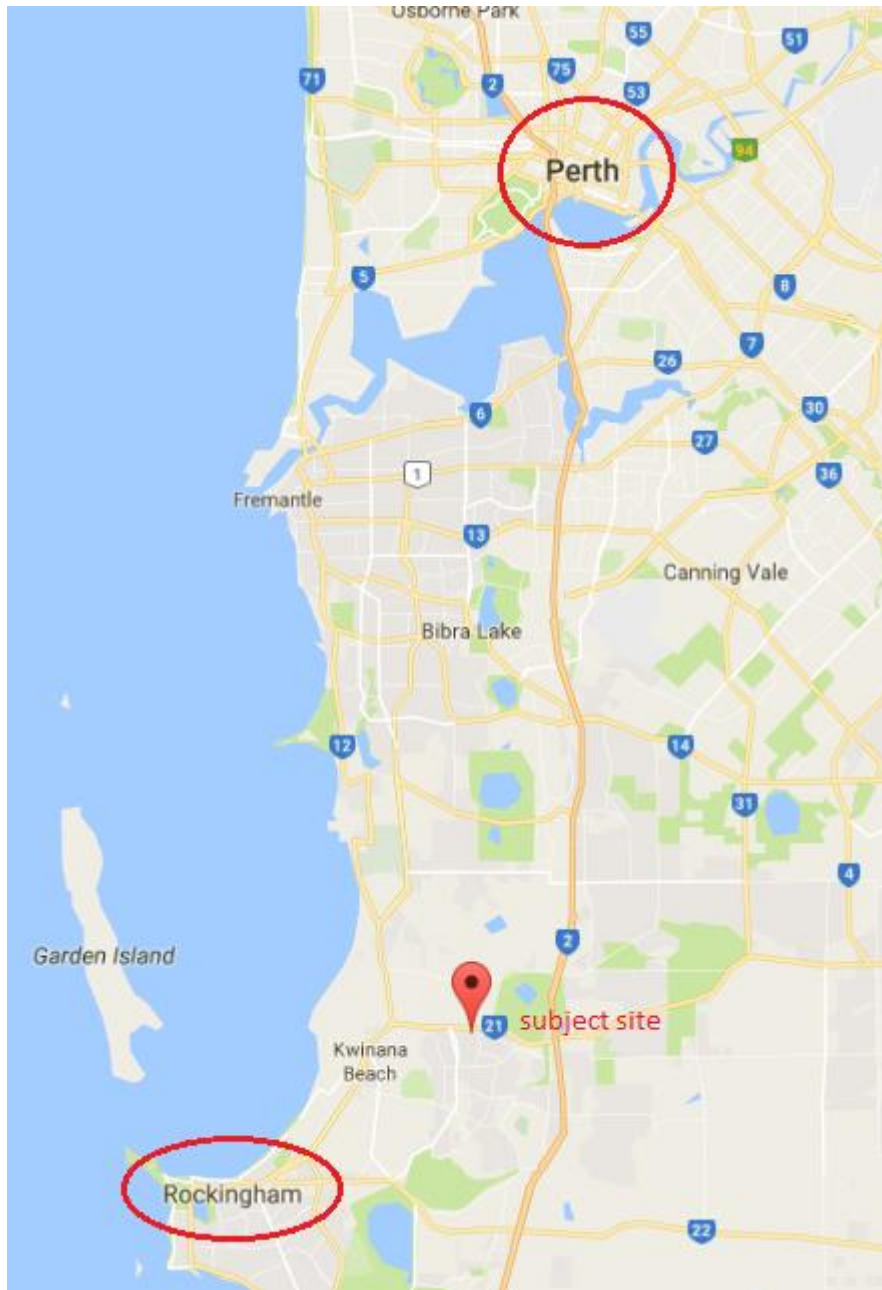 Osborne Park
55
51
71
2
75
53
94
Perth
5
8
7
26
6
30
27
1
36
Fremantle
13
Canning Vale
Bibra Lake
12
14
31
4
2
Garden Island
21 subject site
Kwinana
Beach
Rockingham
22